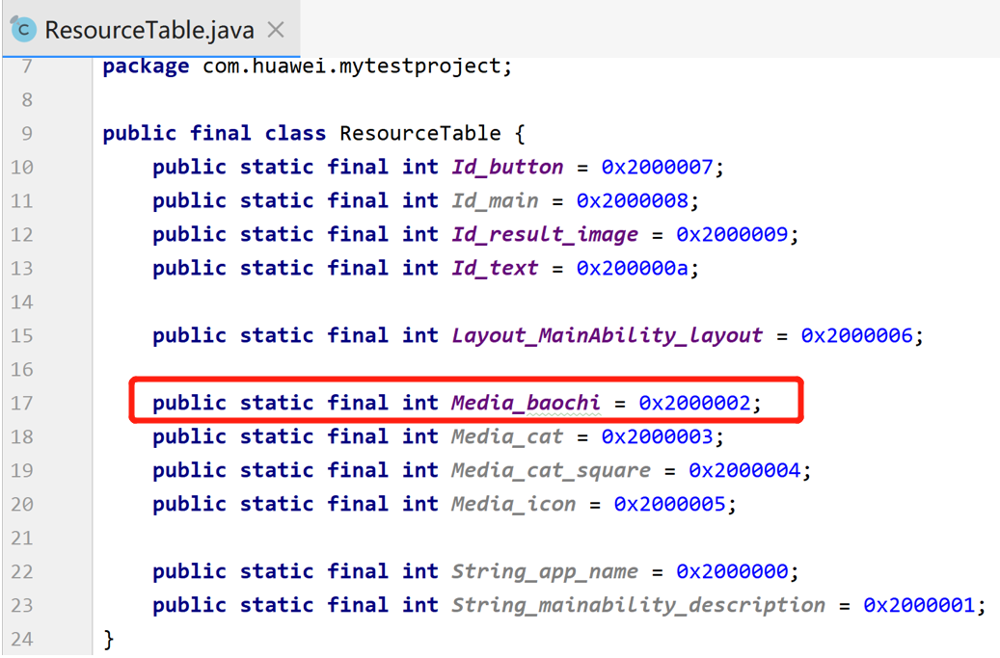 C ResourceTable.java ×
7 package com.huawei.mytestproject;
8
9 public final class ResourceTable {
10 public static final int Id_button = 0x2000007;
11 public static final int Id_main = 0x2000008;
12 public static final int Id_result_image = 0x2000009;
13 public static final int Id_text = 0x200000a;
14
15 public static final int Layout_MainAbility_layout = 0x2000006;
16
17 public static final int Media_baochi = 0x2000002;
18 public static final int Media_cat = 0x2000003;
19 public static final int Media_cat_square = 0x2000004;
20 public static final int Media_icon = 0x2000005;
21
22 public static final int String_app_name = 0x2000000;
23 public static final int String_mainability_description = 0x2000001;
24 }